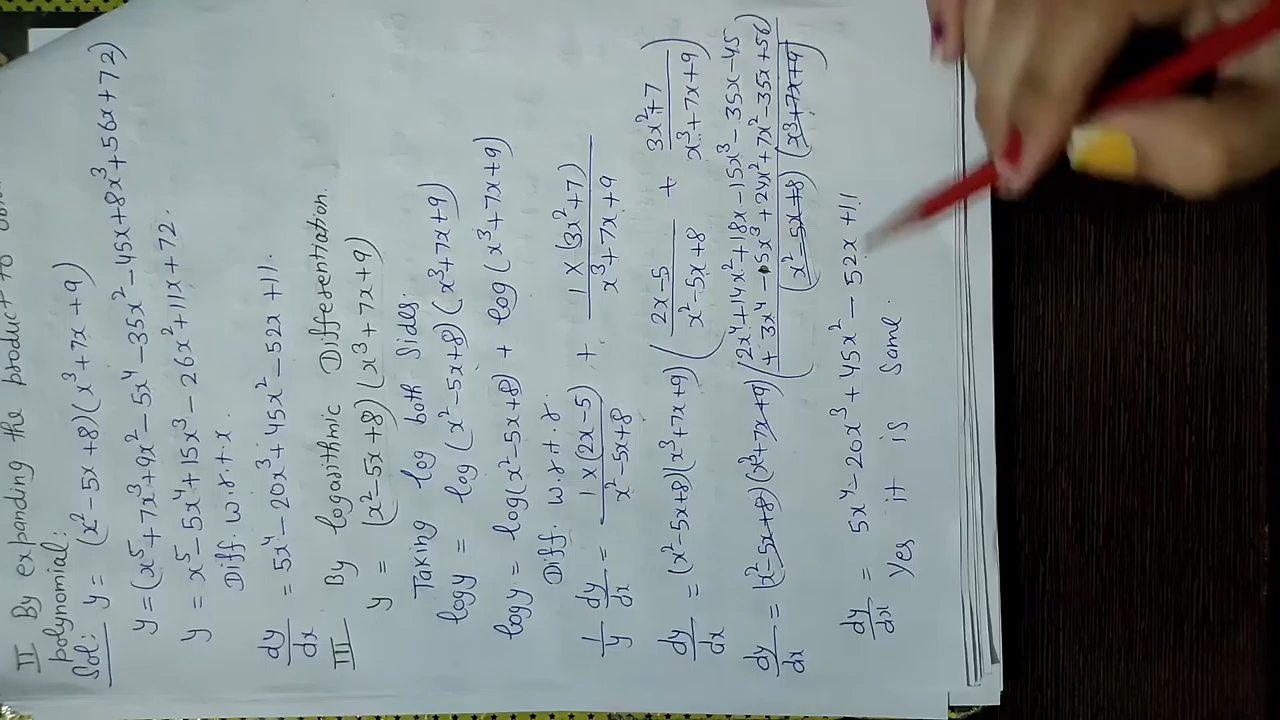 II By expanding the product to
polynomial:
Sol: y = (x² - 5x + 8) (x³ + 7x + 9)
y = (x⁵ + 7x³ + 9x² - 5x⁴ - 35x² - 45x + 8x³ + 56x + 72)
y = x⁵ - 5x⁴ + 15x³ - 26x² + 11x + 72.
Diff. w.r.t. x
dy/dx = 5x⁴ - 20x³ + 45x² - 52x + 11.
III By logarithmic Differentiation.
y = (x² - 5x + 8) (x³ + 7x + 9)
Taking log both sides.
log y = log (x² - 5x + 8) (x³ + 7x + 9)
log y = log (x² - 5x + 8) + log (x³ + 7x + 9)
Diff. w.r.t. x.
1/y dy/dx = 1 × (2x - 5)/x² - 5x + 8 + 1 × (3x² + 7)/x³ + 7x + 9
dy/dx = (x² - 5x + 8) (x³ + 7x + 9) (2x - 5/x² - 5x + 8 + 3x² + 7/x³ + 7x + 9)
dy/dx = (x² - 5x + 8) (x² + 7x + 9) (2x⁴ + 14x² + 18x - 15x³ - 35x - 45 + 3x⁴ - 5x³ + 24x² + 7x² - 35x + 56/(x² - 5x + 8) (x³ + 7x + 9))
dy/dx = 5x⁴ - 20x³ + 45x² - 52x + 11
Yes it is same.